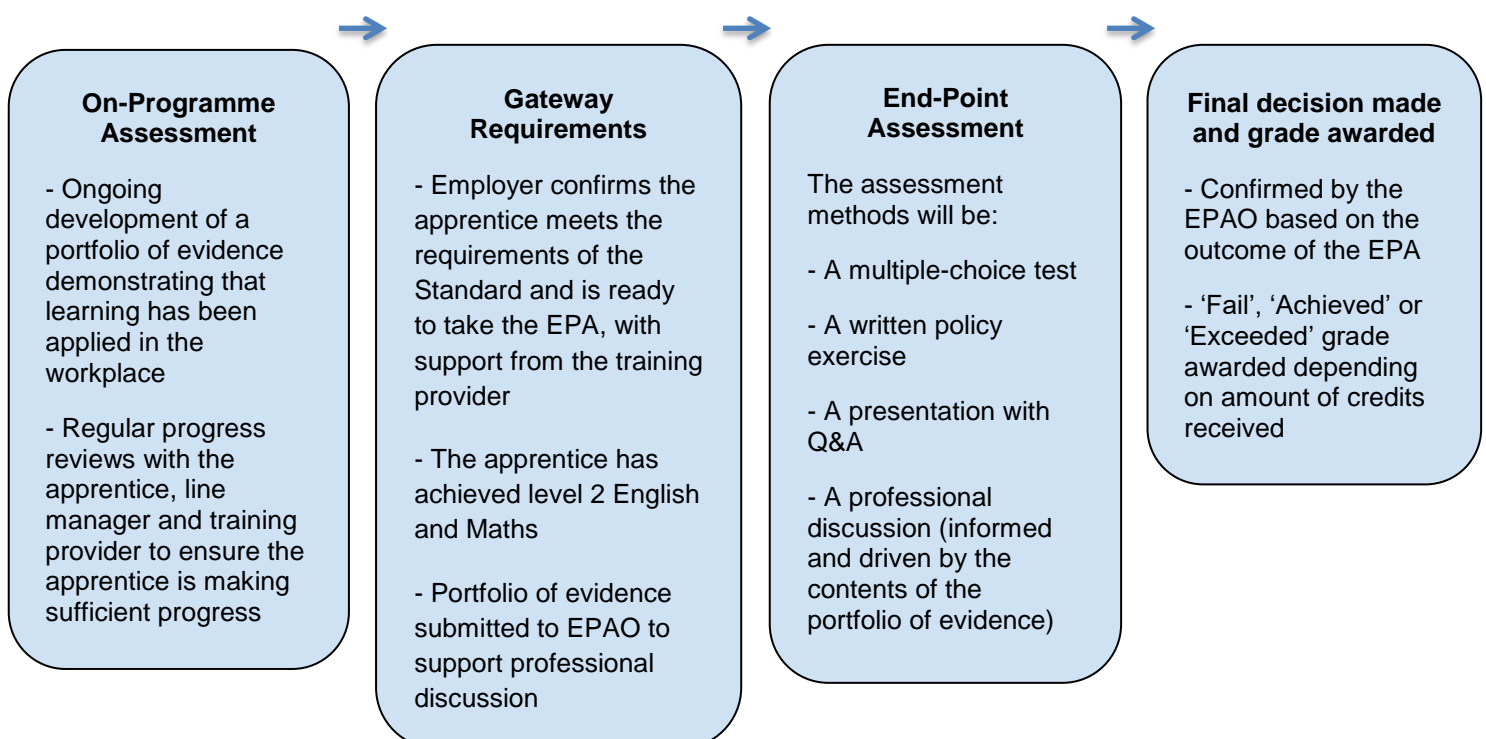 On-Programme
Assessment
- Ongoing
development of a
portfolio of evidence
demonstrating that
learning has been
applied in the
workplace
- Regular progress
reviews with the
apprentice, line
manager and training
provider to ensure the
apprentice is making
sufficient progress
Gateway
Requirements
- Employer confirms the
apprentice meets the
requirements of the
Standard and is ready
to take the EPA, with
support from the training
provider
- The apprentice has
achieved level 2 English
and Maths
- Portfolio of evidence
submitted to EPAO to
support professional
discussion
End-Point
Assessment
The assessment
methods will be:
- A multiple-choice test
- A written policy
exercise
- A presentation with
Q&A
- A professional
discussion (informed
and driven by the
contents of the
portfolio of evidence)
Final decision made
and grade awarded
- Confirmed by the
EPAO based on the
outcome of the EPA
- ‘Fail’, ‘Achieved’ or
‘Exceeded’ grade
awarded depending
on amount of credits
received